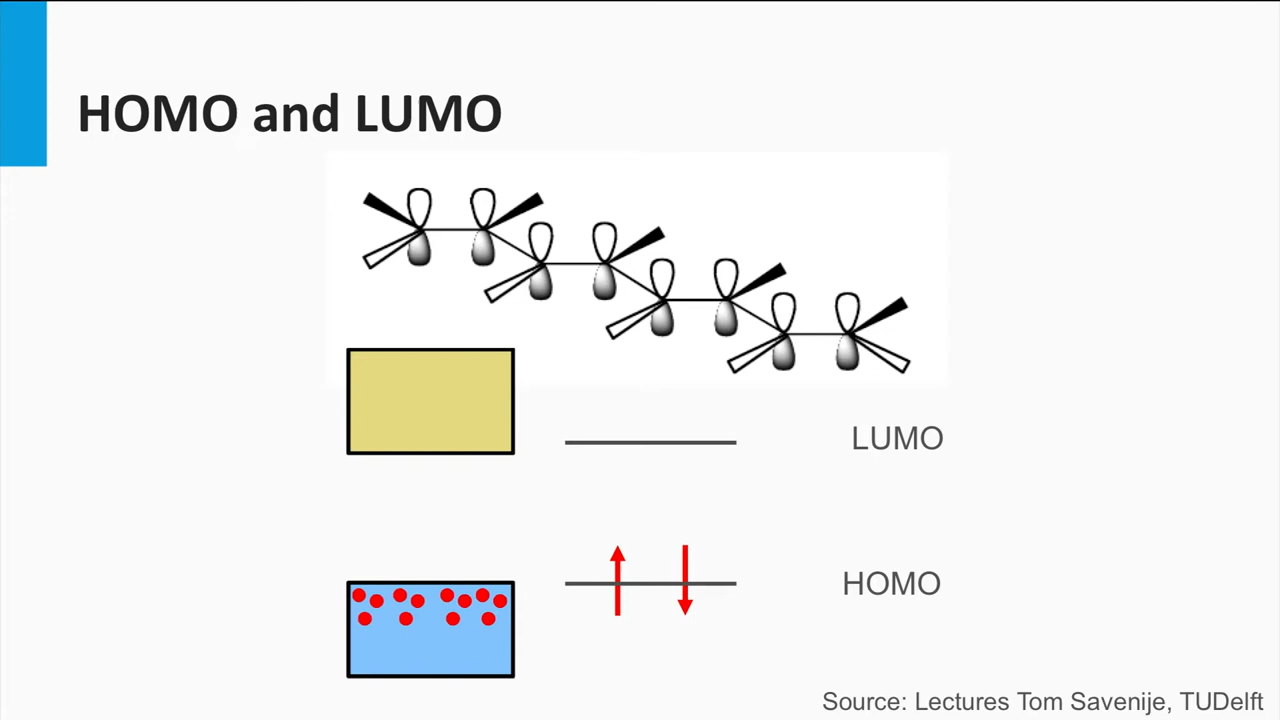 HOMO and LUMO
LUMO
HOMO
Source: Lectures Tom Savenije, TUDelft